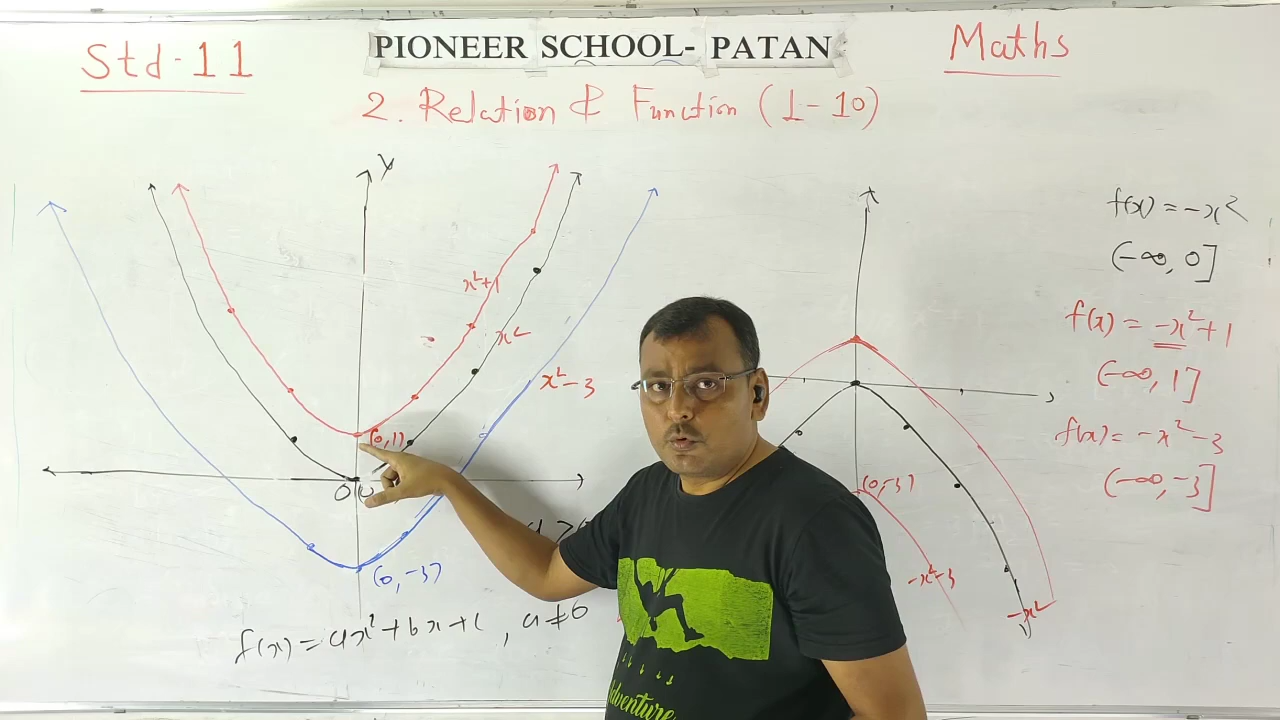 Std-11
PIONEER SCHOOL- PATAN
Maths
2. Relation & Function (1-10)
y
x²+1
x²
x²-3
(0,1)
O
(0,-3)
f(x) = ax²+bx+c, a≠0
(0,-3)
-x²-3
-x²
f(x) = -x²
(-∞, 0]
f(x) = -x²+1
(-∞, 1]
f(x) = -x²-3
(-∞, -3]
Adventure